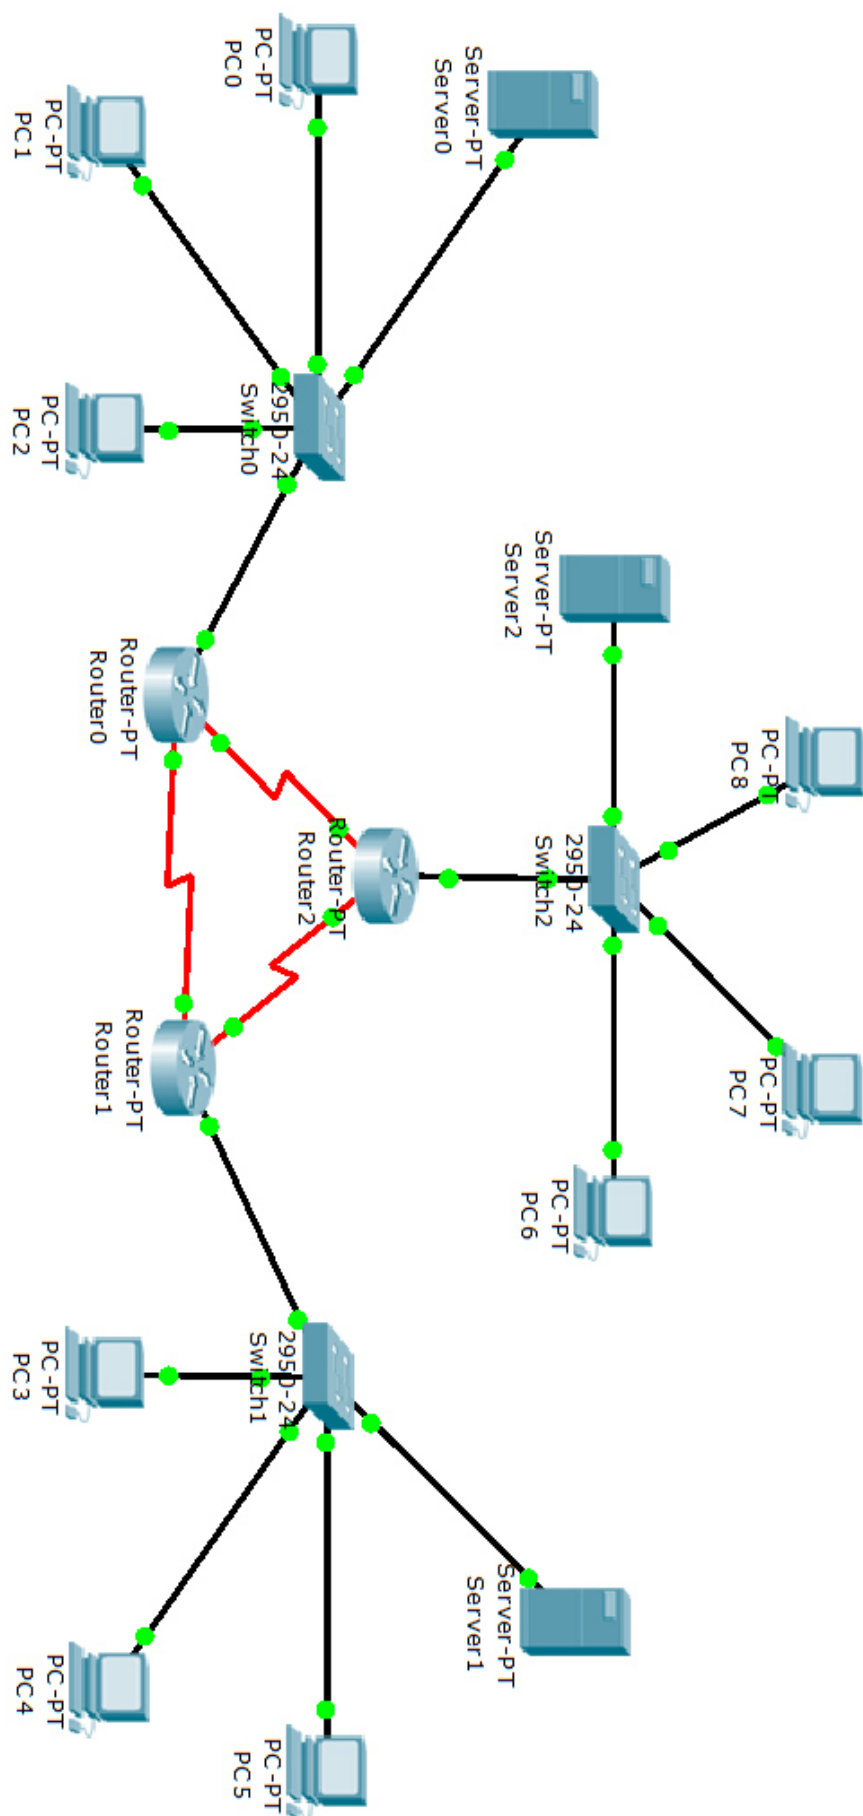 Server-PT
Server0
PC-PT
PC0
PC-PT
PC1
2950-24
Switch0
PC-PT
PC2
Server-PT
Server2
Router-PT
Router0
PC-PT
PC8
2950-24
Switch2
Router-PT
Router2
PC-PT
PC7
Router-PT
Router1
PC-PT
PC6
2950-24
Switch1
PC-PT
PC3
Server-PT
Server1
PC-PT
PC4
PC-PT
PC5